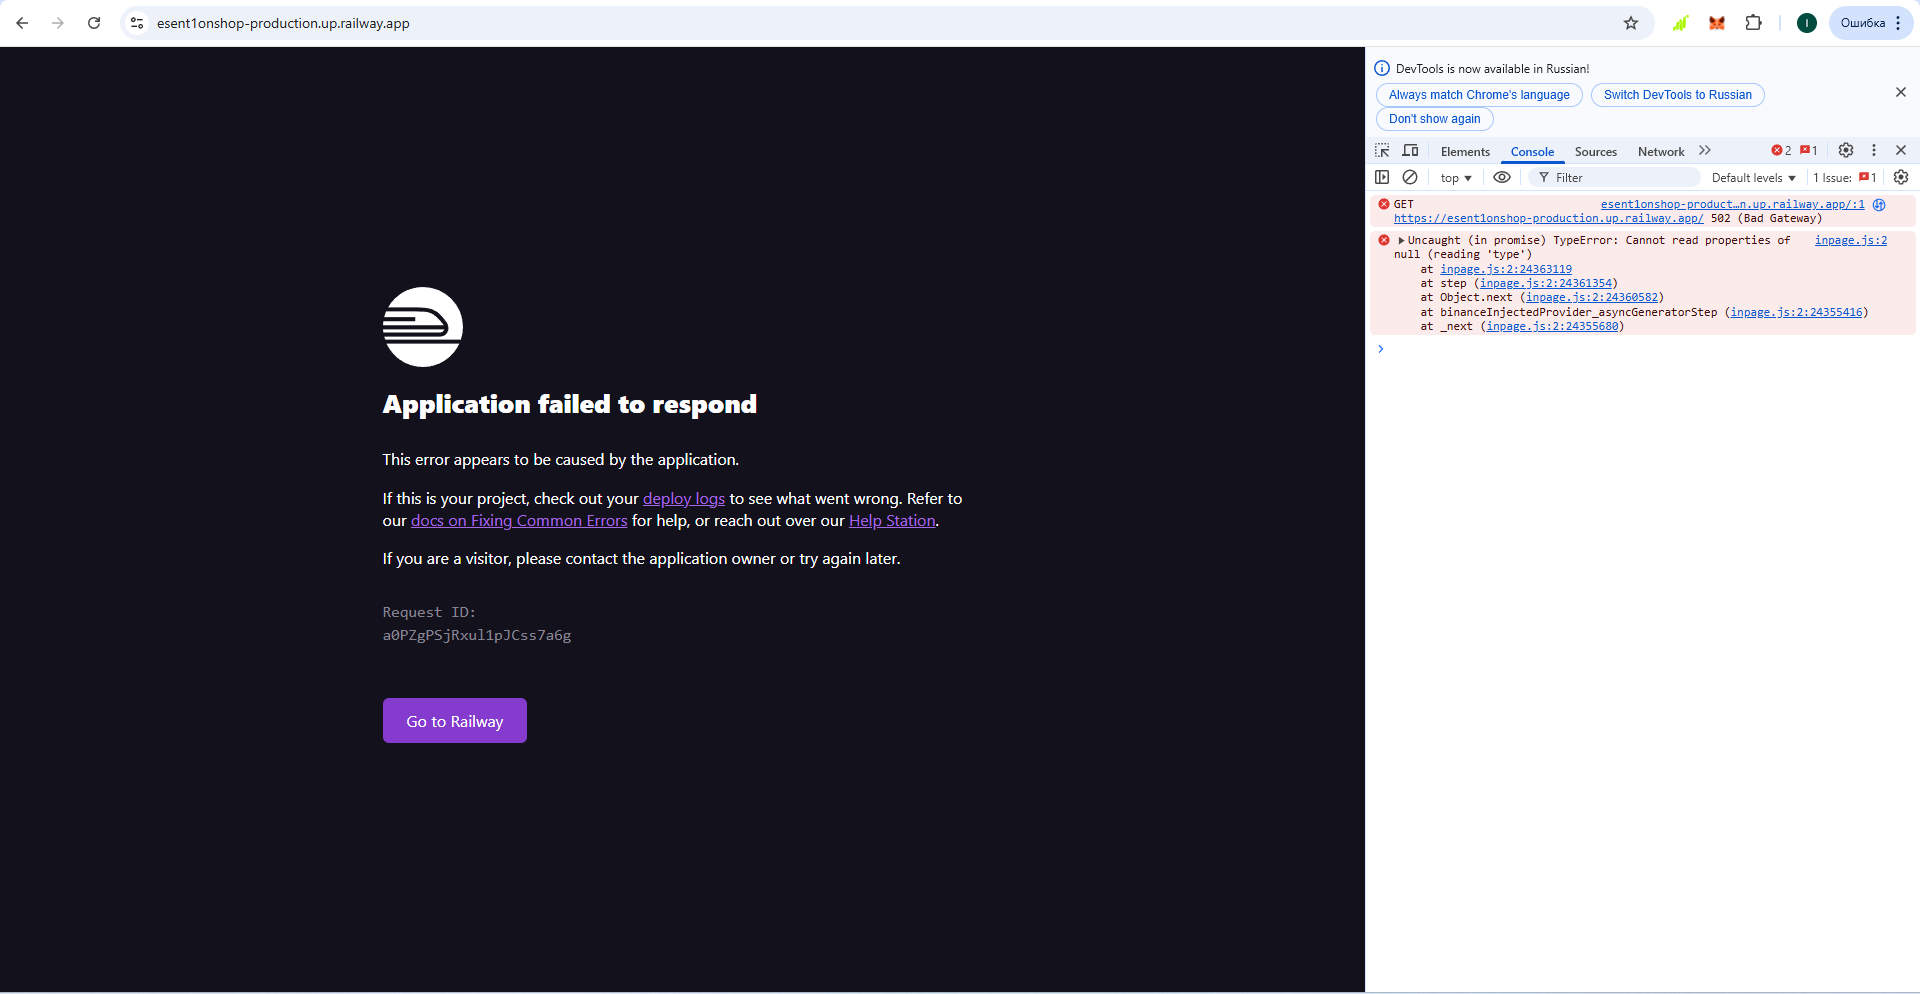 esent1onshop-production.up.railway.app
I
Ошибка
DevTools is now available in Russian!
Always match Chrome's language
Switch DevTools to Russian
Don't show again
Elements
Console
Sources
Network
2
1
top
Filter
Default levels
1 Issue:
1
GET
esent1onshop-product…n.up.railway.app/:1
https://esent1onshop-production.up.railway.app/ 502 (Bad Gateway)
Uncaught (in promise) TypeError: Cannot read properties of
inpage.js:2
null (reading 'type')
at inpage.js:2:24363119
at step (inpage.js:2:24361354)
at Object.next (inpage.js:2:24360582)
at binanceInjectedProvider_asyncGeneratorStep (inpage.js:2:24355416)
at _next (inpage.js:2:24355680)
Application failed to respond
This error appears to be caused by the application.
If this is your project, check out your deploy logs to see what went wrong. Refer to
our docs on Fixing Common Errors for help, or reach out over our Help Station.
If you are a visitor, please contact the application owner or try again later.
Request ID:
a0PZgPSjRxul1pJCss7a6g
Go to Railway